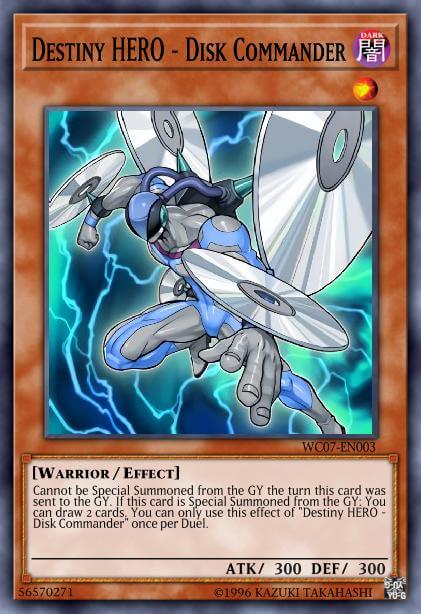 Destiny HERO - Disk Commander
DARK
闇
WC07-EN003
[Warrior / Effect]
Cannot be Special Summoned from the GY the turn this card was
sent to the GY. If this card is Special Summoned from the GY: You
can draw 2 cards. You can only use this effect of "Destiny HERO -
Disk Commander" once per Duel.
ATK/ 300 DEF/ 300
56570271
©1996 KAZUKI TAKAHASHI